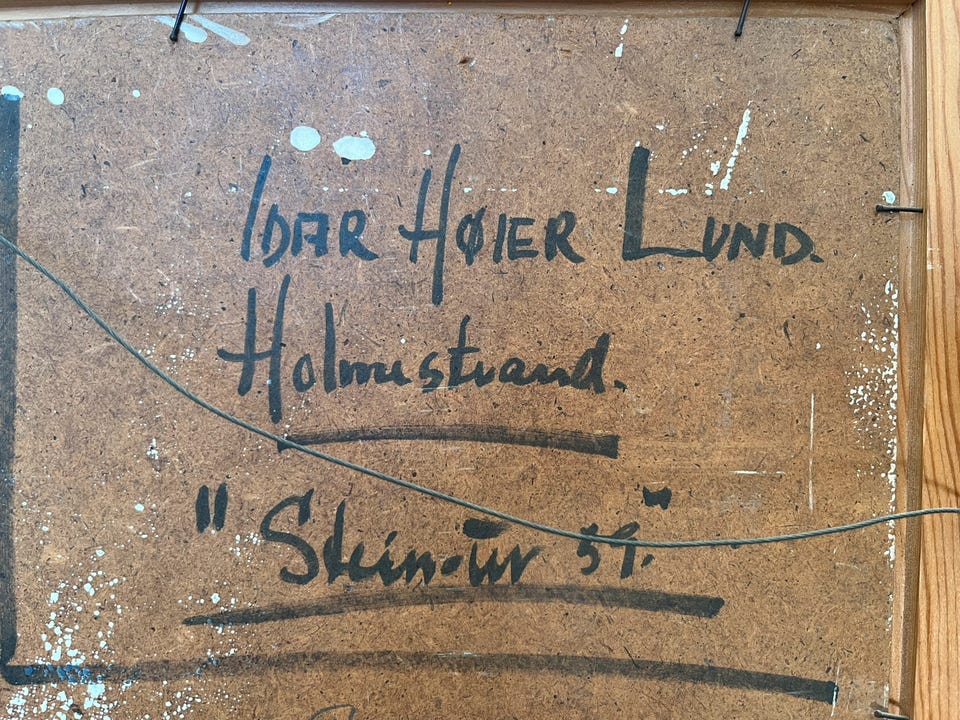 IDAR HØIER LUND.
Holmestrand.
"Stein-ur 59."